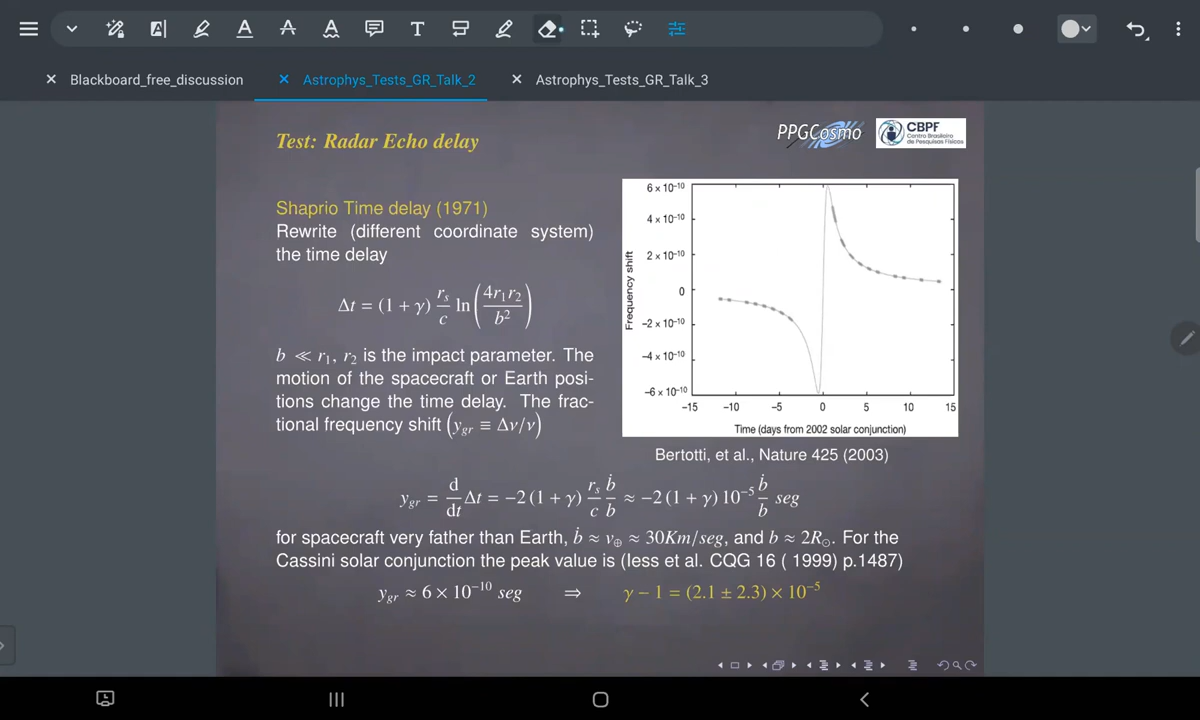 Blackboard_free_discussion
Astrophys_Tests_GR_Talk_2
Astrophys_Tests_GR_Talk_3
Test: Radar Echo delay
PPGCosmo
CBPF
Centro Brasileiro
de Pesquisas Físicas
Shaprio Time delay (1971)
Rewrite (different coordinate system)
the time delay
Δt = (1 + γ) r_s/c ln(4r₁r₂/b²)
b ≪ r₁, r₂ is the impact parameter. The
motion of the spacecraft or Earth posi-
tions change the time delay. The frac-
tional frequency shift (y_gr ≡ Δν/ν)
Frequency shift
6 x 10⁻¹⁰
4 x 10⁻¹⁰
2 x 10⁻¹⁰
0
−2 x 10⁻¹⁰
−4 x 10⁻¹⁰
−6 x 10⁻¹⁰
−15 −10 −5 0 5 10 15
Time (days from 2002 solar conjunction)
Bertotti, et al., Nature 425 (2003)
y_gr = d/dt Δt = −2 (1 + γ) r_s/c ḃ/b ≈ −2 (1 + γ) 10⁻⁵ ḃ/b seg
for spacecraft very father than Earth, ḃ ≈ v_⊕ ≈ 30Km/seg, and b ≈ 2R_⊙. For the
Cassini solar conjunction the peak value is (Iess et al. CQG 16 ( 1999) p.1487)
y_gr ≈ 6 × 10⁻¹⁰ seg ⇒ γ − 1 = (2.1 ± 2.3) × 10⁻⁵